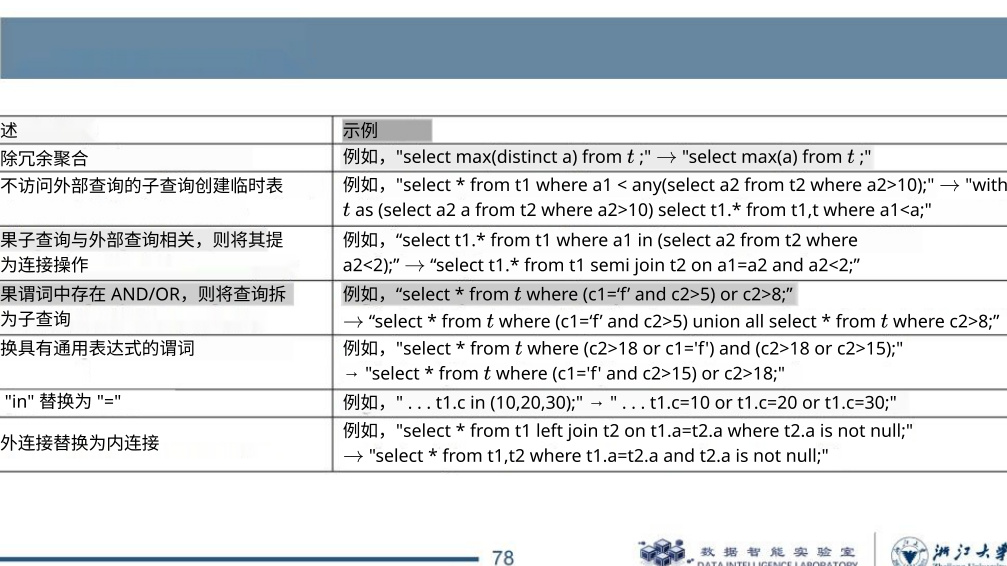 述
示例
除冗余聚合
例如，"select max(distinct a) from t ;" → "select max(a) from t ;"
不访问外部查询的子查询创建临时表
例如，"select * from t1 where a1 < any(select a2 from t2 where a2>10);" → "with
t as (select a2 a from t2 where a2>10) select t1.* from t1,t where a1<a;"
果子查询与外部查询相关，则将其提
为连接操作
例如，“select t1.* from t1 where a1 in (select a2 from t2 where
a2<2);” → “select t1.* from t1 semi join t2 on a1=a2 and a2<2;”
果谓词中存在 AND/OR，则将查询拆
为子查询
例如，“select * from t where (c1=‘f’ and c2>5) or c2>8;”
→ “select * from t where (c1=‘f’ and c2>5) union all select * from t where c2>8;”
换具有通用表达式的谓词
例如，"select * from t where (c2>18 or c1='f') and (c2>18 or c2>15);"
→ "select * from t where (c1='f' and c2>15) or c2>18;"
"in" 替换为 "="
例如，" . . . t1.c in (10,20,30);" → " . . . t1.c=10 or t1.c=20 or t1.c=30;"
外连接替换为内连接
例如，"select * from t1 left join t2 on t1.a=t2.a where t2.a is not null;"
→ "select * from t1,t2 where t1.a=t2.a and t2.a is not null;"
78
数据智能实验室
DATA INTELLIGENCE LABORATORY
浙江大学